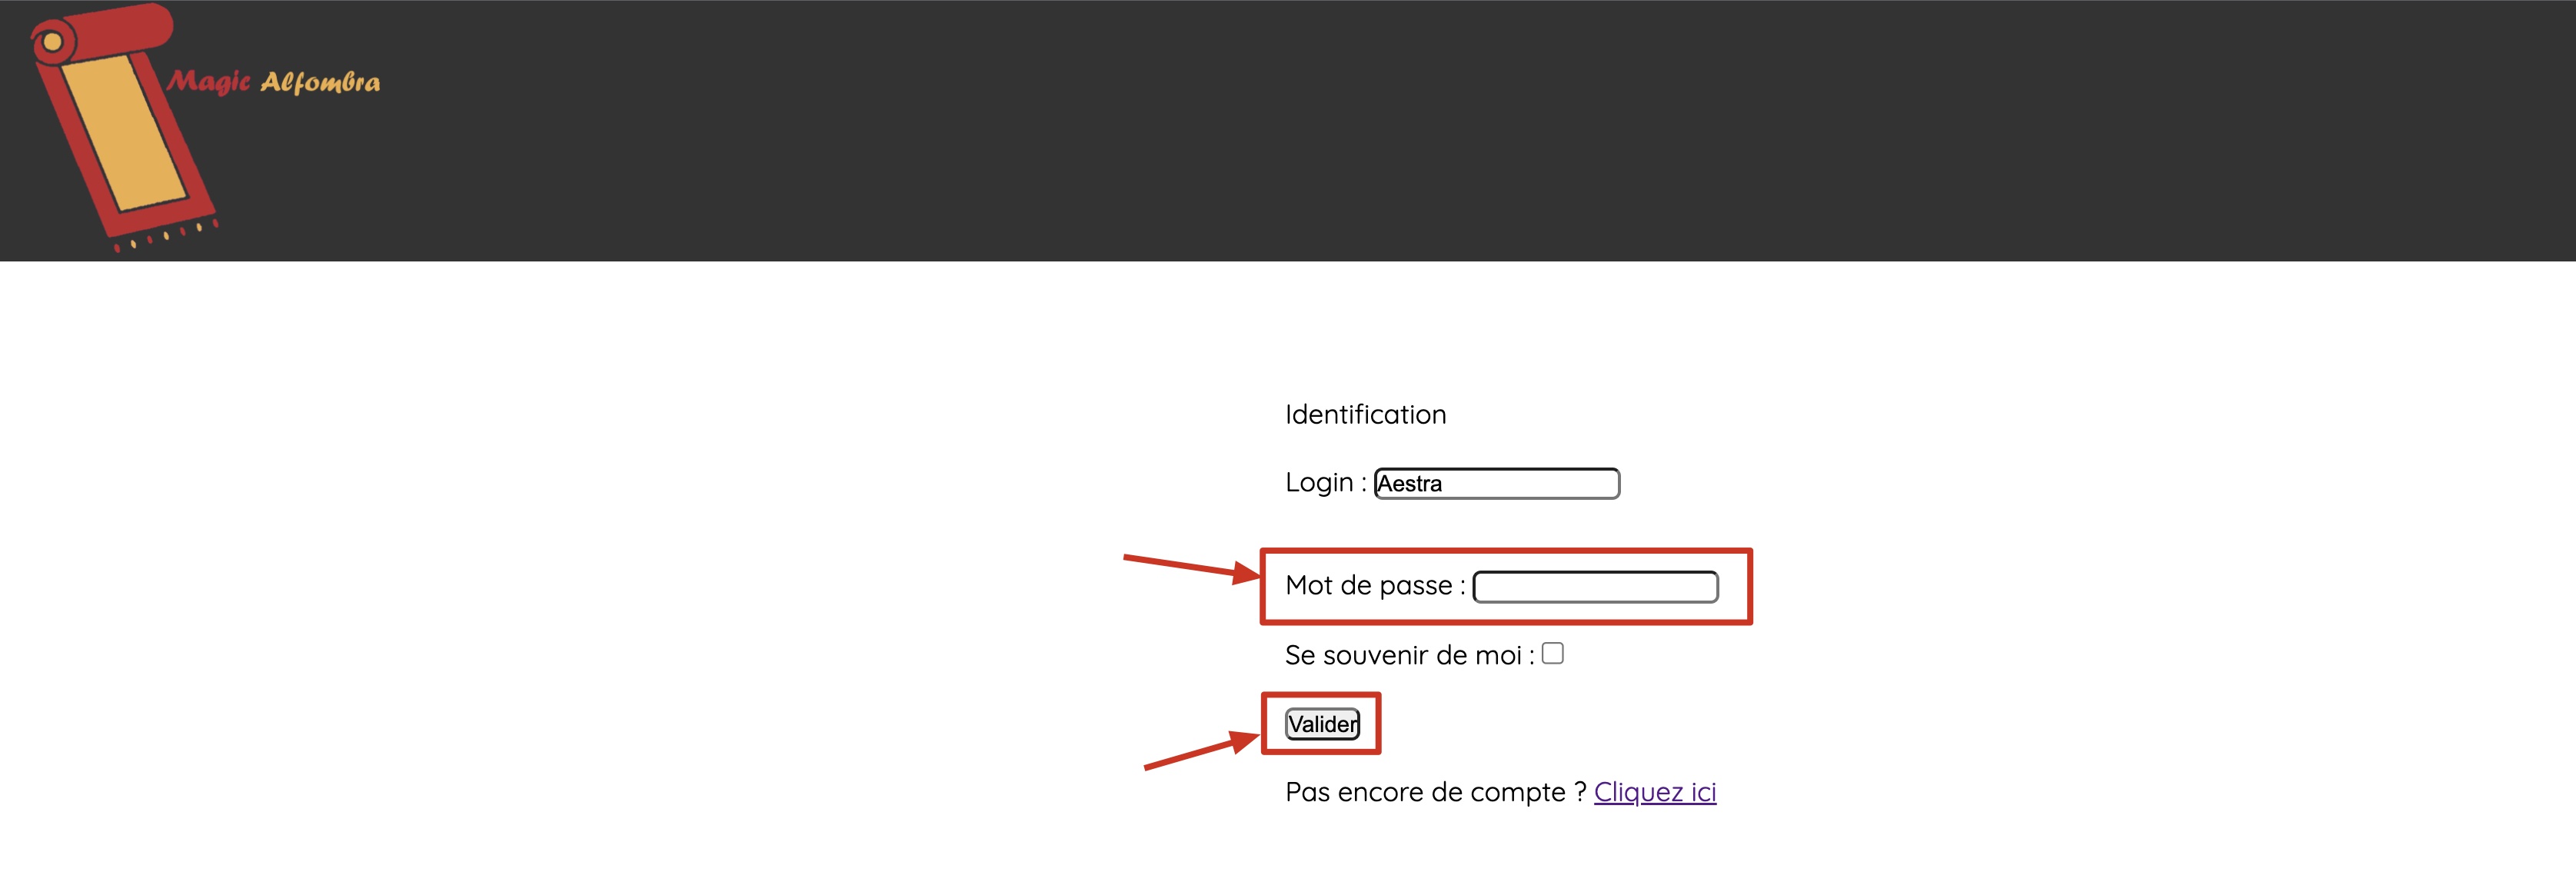 Magic Alfombra
Identification
Login : Aestra
Mot de passe :
Se souvenir de moi :
Valider
Pas encore de compte ? Cliquez ici